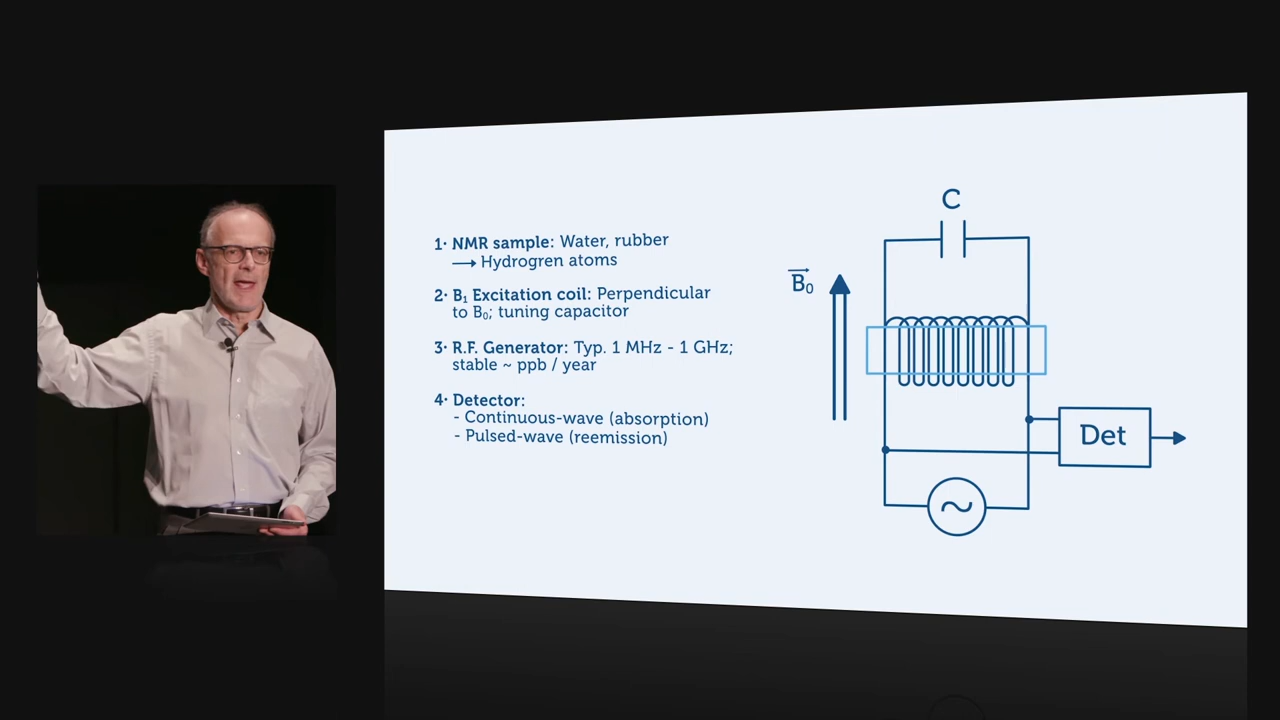 1· NMR sample: Water, rubber
→ Hydrogren atoms
2· B₁ Excitation coil: Perpendicular
to B₀; tuning capacitor
3· R.F. Generator: Typ. 1 MHz - 1 GHz;
stable ~ ppb / year
4· Detector:
- Continuous-wave (absorption)
- Pulsed-wave (reemission)
C
B⃗₀
Det
~